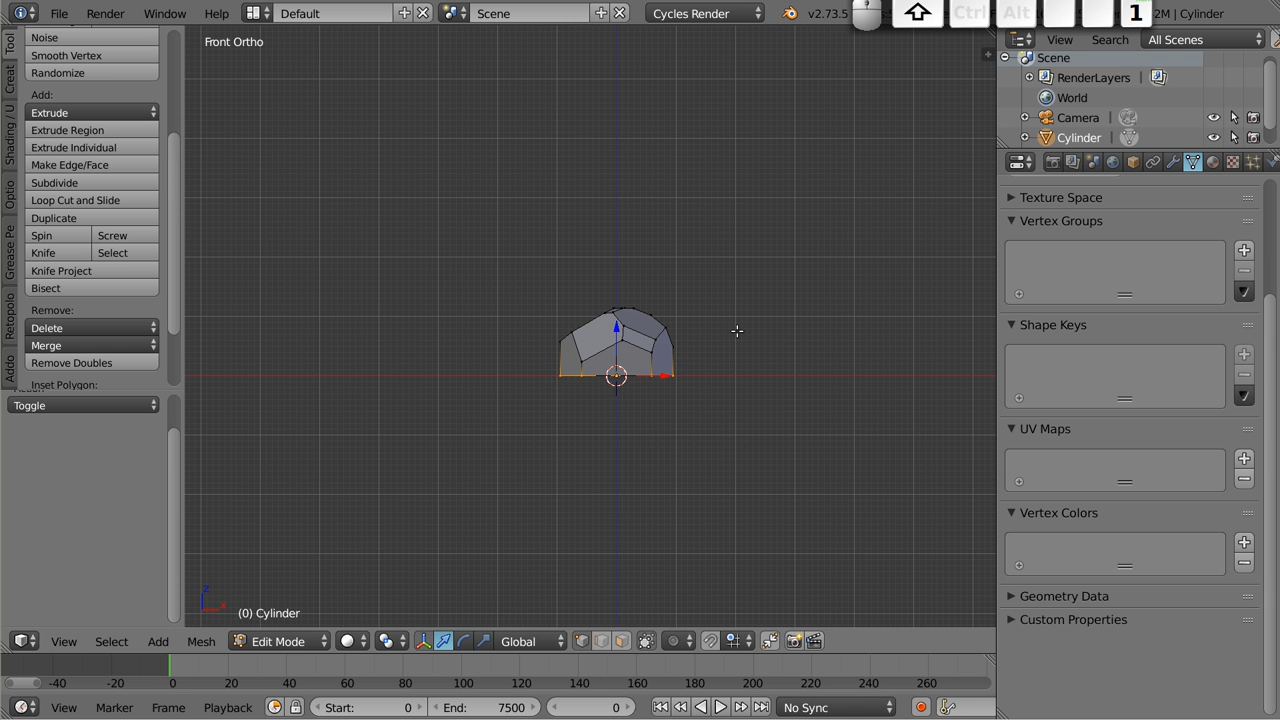 File Render Window Help Default Scene Cycles Render v2.73.5 Ctrl Alt 1 2M | Cylinder
Front Ortho
View Search All Scenes
Scene
RenderLayers |
World
Camera |
Cylinder |
Tool
Creat
Shading / U
Optio
Grease Pe
Retopolo
Addo
Noise
Smooth Vertex
Randomize
Add:
Extrude
Extrude Region
Extrude Individual
Make Edge/Face
Subdivide
Loop Cut and Slide
Duplicate
Spin Screw
Knife Select
Knife Project
Bisect
Remove:
Delete
Merge
Remove Doubles
Inset Polygon:
Toggle
Texture Space
Vertex Groups
Shape Keys
UV Maps
Vertex Colors
Geometry Data
Custom Properties
z
x
(0) Cylinder
View Select Add Mesh Edit Mode Global
-40 -20 0 20 40 60 80 100 120 140 160 180 200 220 240 260
View Marker Frame Playback Start: 0 End: 7500 0 No Sync